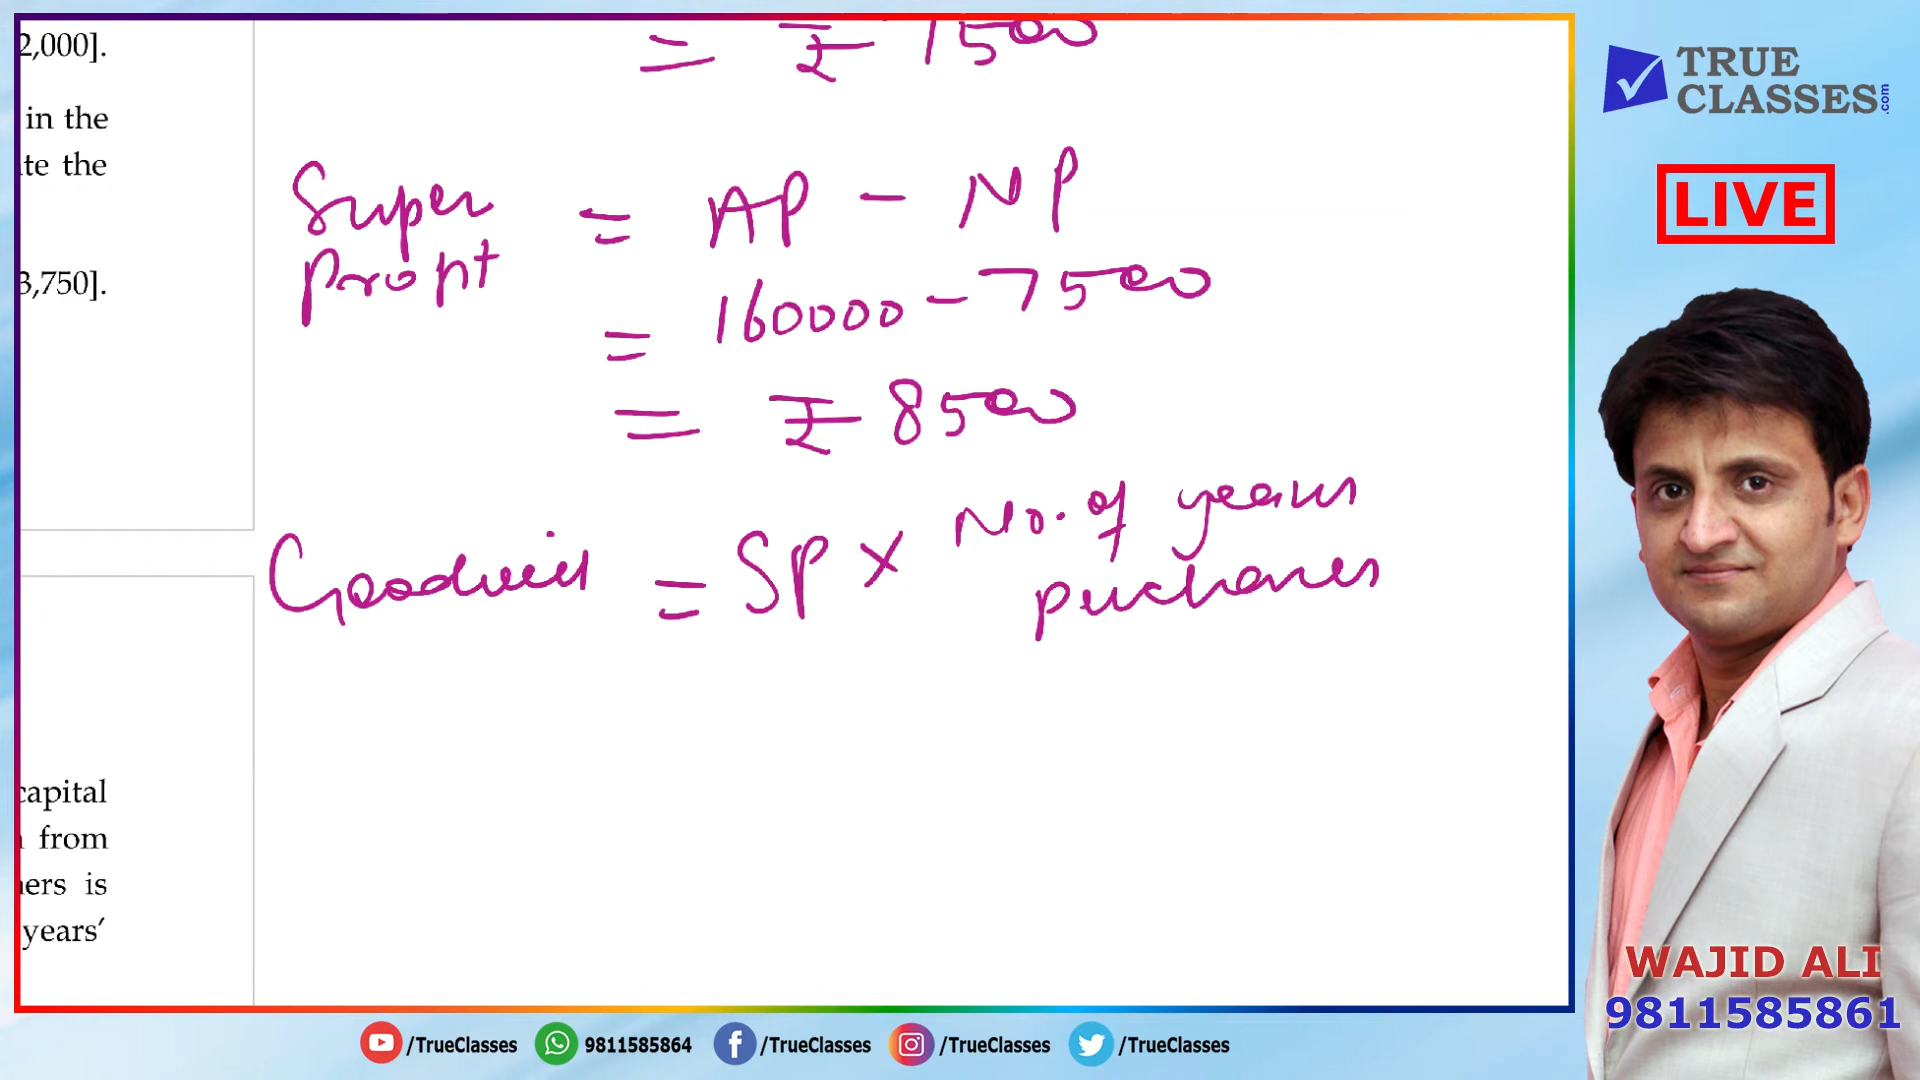 2,000].
in the
te the
3,750].
capital
from
ers is
years'
= ₹ 7500
Super Profit = AP - NP
= 160000 - 7500
= ₹ 8500
Goodwill = SP × No. of years purchases
TRUE CLASSES.com
LIVE
WAJID ALI
9811585861
/TrueClasses 9811585864 /TrueClasses /TrueClasses /TrueClasses